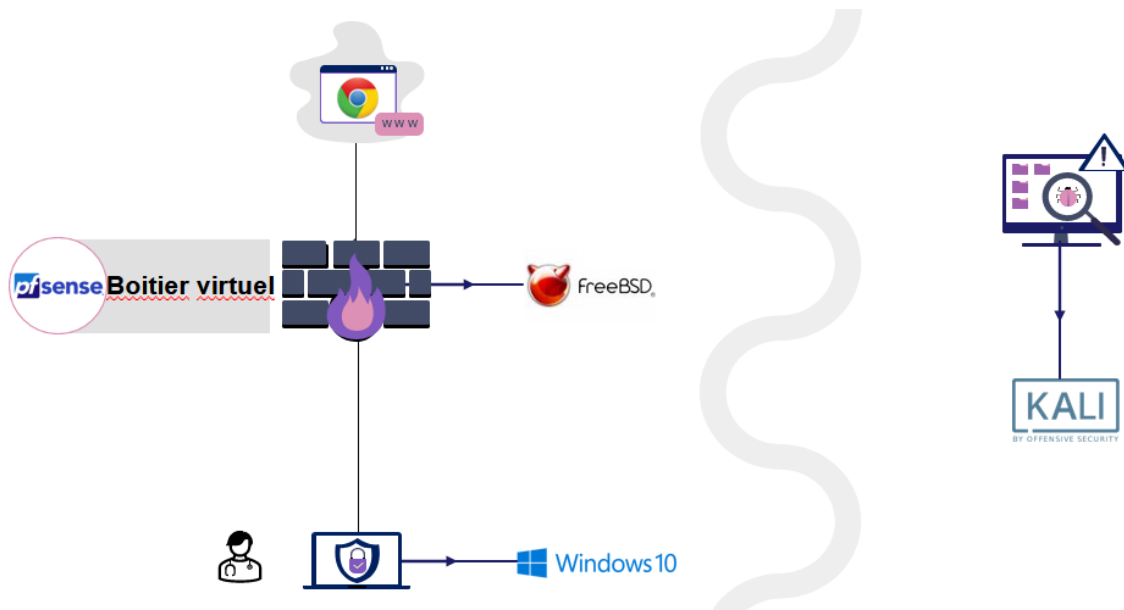 WWW
pfsense
Boitier virtuel
FreeBSD®
!
KALI
BY OFFENSIVE SECURITY
Windows 10